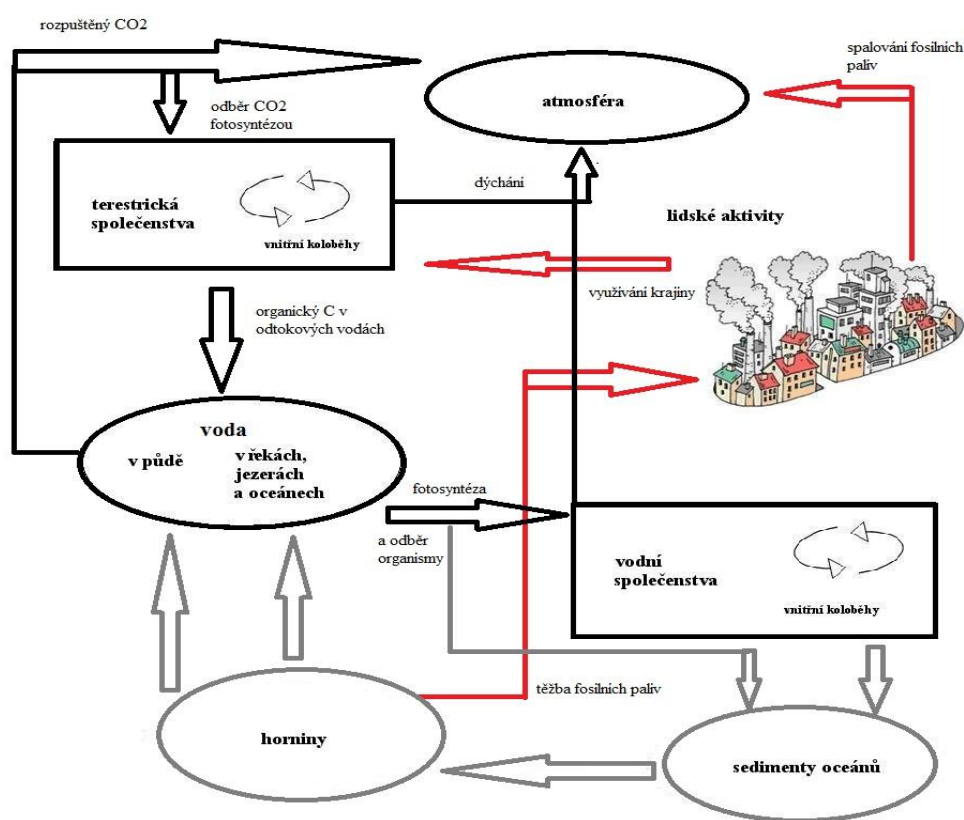 rozpuštěný CO2
spalování fosilních
paliv
atmosféra
odběr CO2
fotosyntézou
terestrická
společenstva
vnitřní koloběhy
dýchání
lidské aktivity
využívání krajiny
organický C v
odtokových vodách
voda
v půdě
v řekách,
jezerách
a oceánech
fotosyntéza
a odběr
organismy
vodní
společenstva
vnitřní koloběhy
těžba fosilních paliv
horniny
sedimenty oceánů